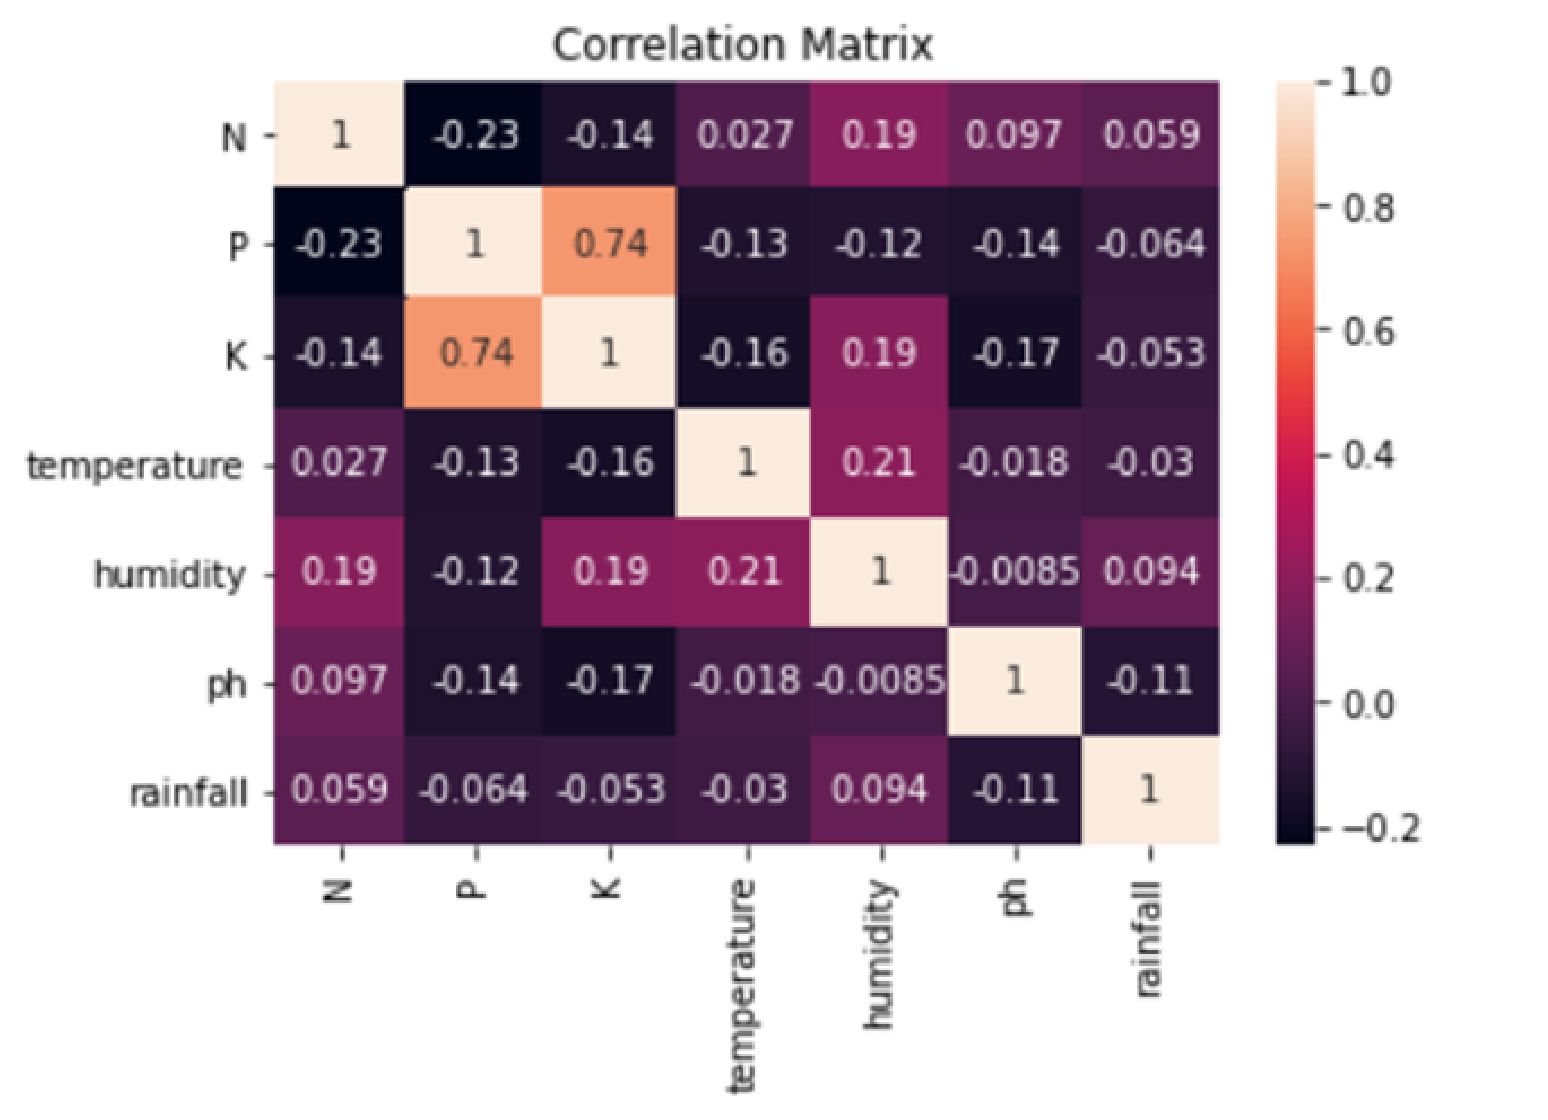 Correlation Matrix
N 1 -0.23 -0.14 0.027 0.19 0.097 0.059
P -0.23 1 0.74 -0.13 -0.12 -0.14 -0.064
K -0.14 0.74 1 -0.16 0.19 -0.17 -0.053
temperature 0.027 -0.13 -0.16 1 0.21 -0.018 -0.03
humidity 0.19 -0.12 0.19 0.21 1 -0.0085 0.094
ph 0.097 -0.14 -0.17 -0.018 -0.0085 1 -0.11
rainfall 0.059 -0.064 -0.053 -0.03 0.094 -0.11 1
N P K temperature humidity ph rainfall
1.0
0.8
0.6
0.4
0.2
0.0
−0.2